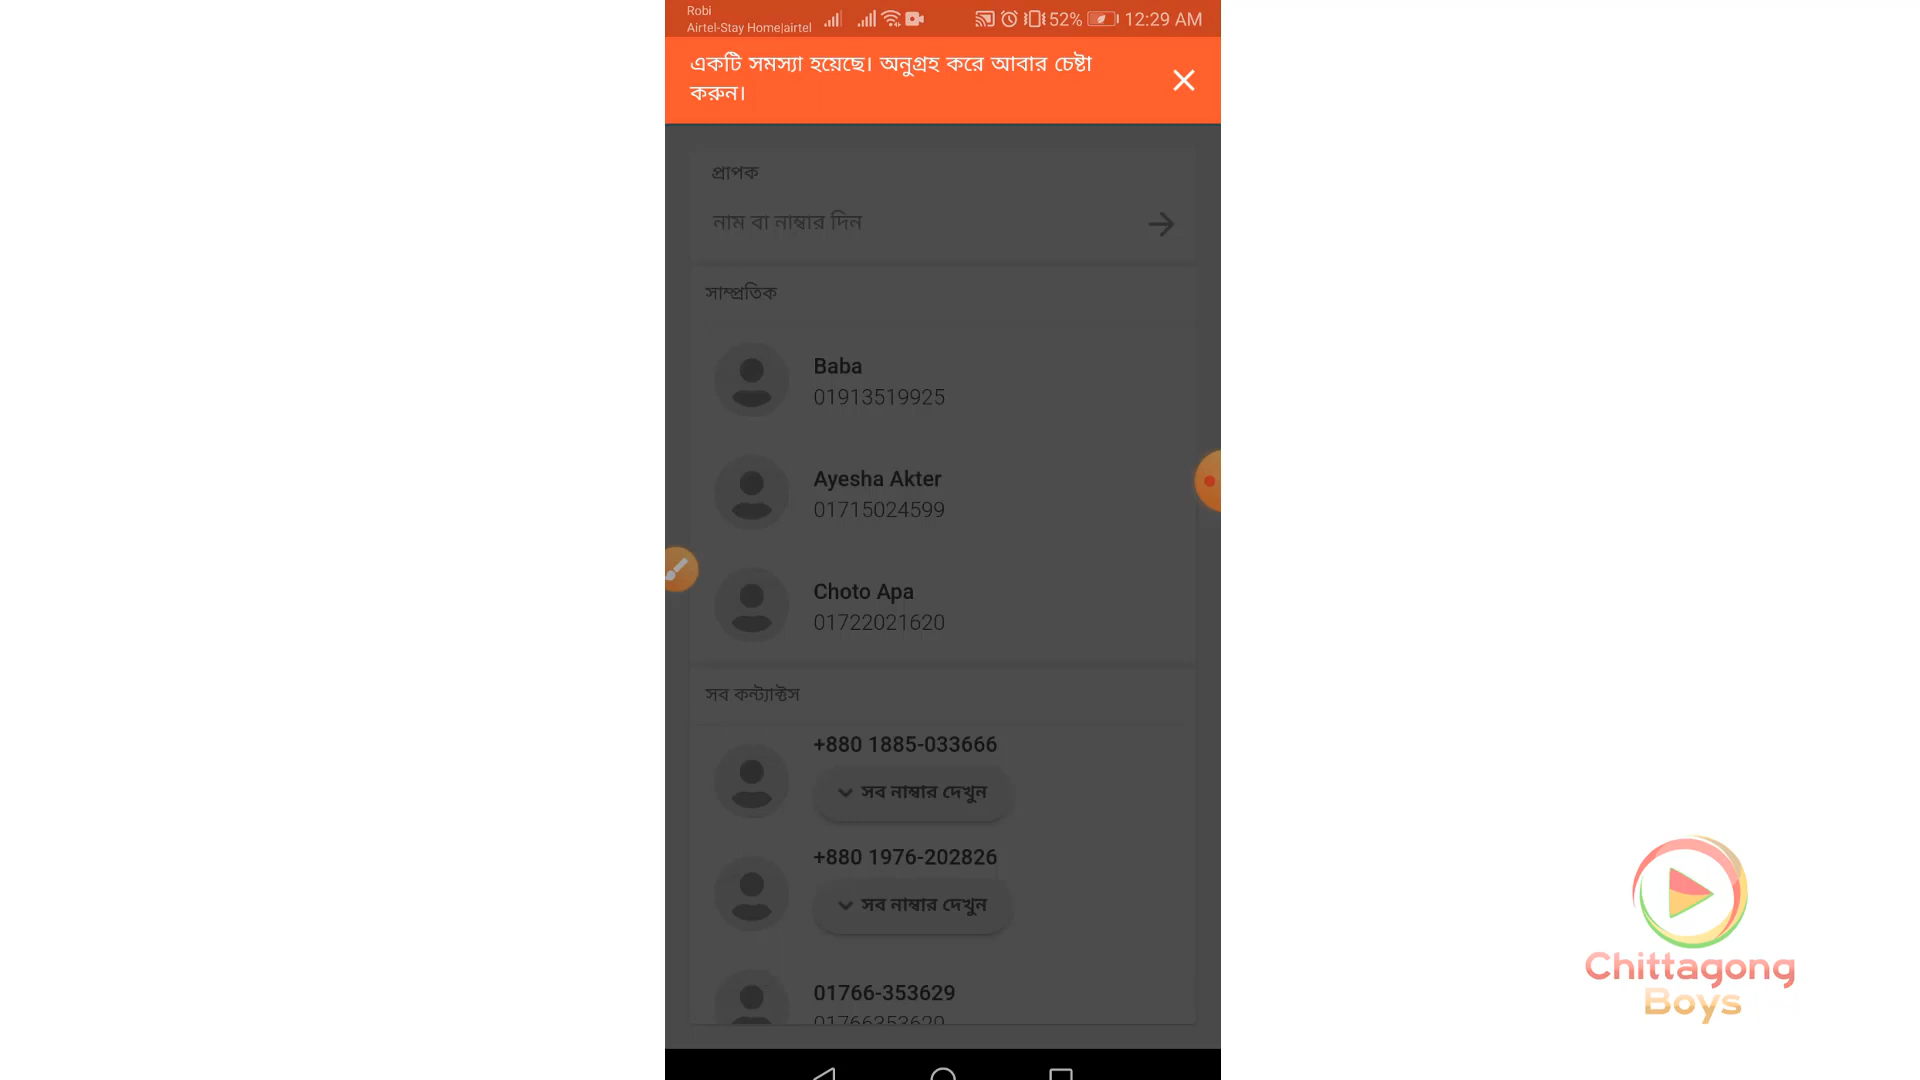 Robi
Airtel-Stay Home|airtel
52%
12:29 AM
একটি সমস্যা হয়েছে। অনুগ্রহ করে আবার চেষ্টা
করুন।
প্রাপক
নাম বা নাম্বার দিন
সাম্প্রতিক
Baba
01913519925
Ayesha Akter
01715024599
Choto Apa
01722021620
সব কন্ট্যাক্টস
+880 1885-033666
সব নাম্বার দেখুন
+880 1976-202826
সব নাম্বার দেখুন
01766-353629
01766353629
Chittagong
Boys